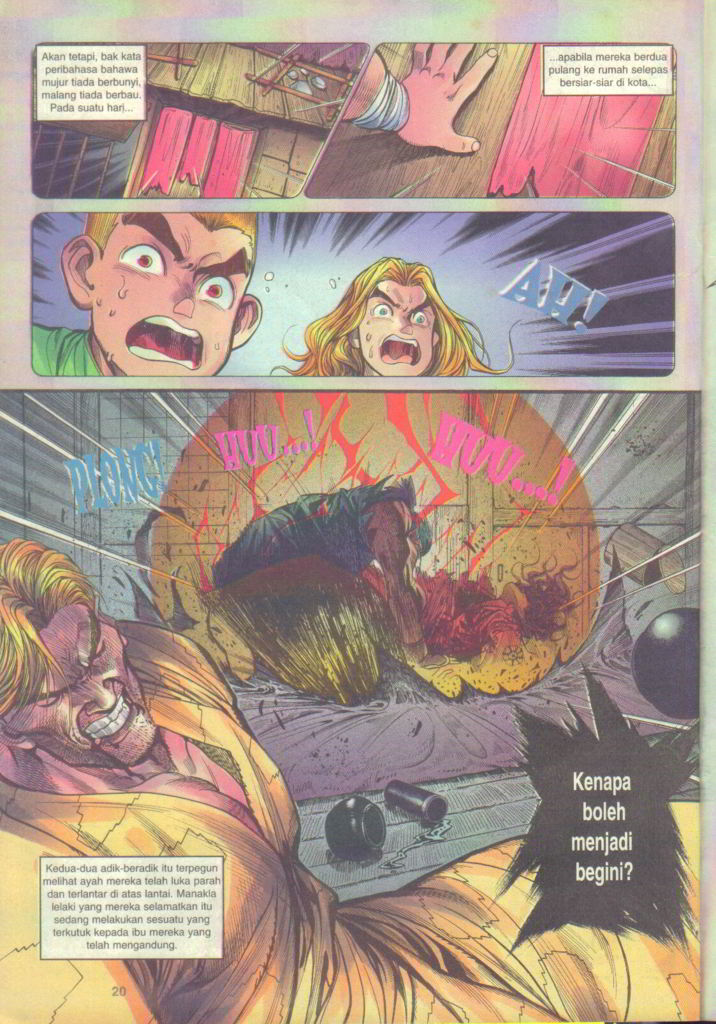 Akan tetapi, bak kata
peribahasa bahawa
mujur tiada berbunyi,
malang tiada berbau.
Pada suatu hari...
...apabila mereka berdua
pulang ke rumah selepas
bersiar-siar di kota...
AH!
PLONG!
HUU...!
HUU....!
Kenapa
boleh
menjadi
begini?
Kedua-dua adik-beradik itu terpegun
melihat ayah mereka telah luka parah
dan terlantar di atas lantai. Manakla
lelaki yang mereka selamatkan itu
sedang melakukan sesuatu yang
terkutuk kepada ibu mereka yang
telah mengandung.
20